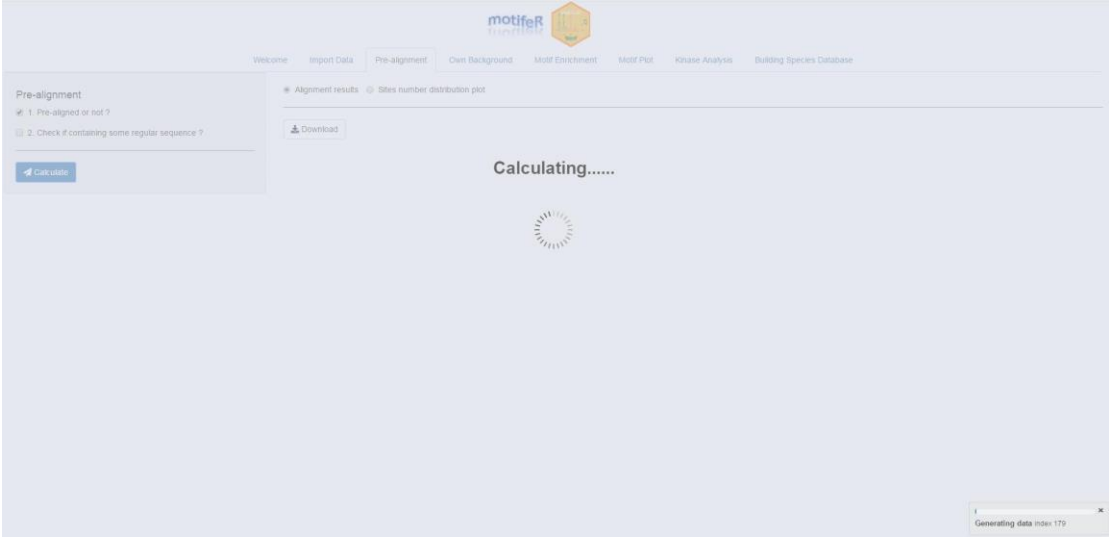 motifeR
Welcome Import Data Pre-alignment Own Background Motif Enrichment Motif Plot Kinase Analysis Building Species Database
Pre-alignment
1. Pre-aligned or not ?
2. Check if containing some regular sequence ?
Calculate
Alignment results Sites number distribution plot
Download
Calculating......
Generating data index 179